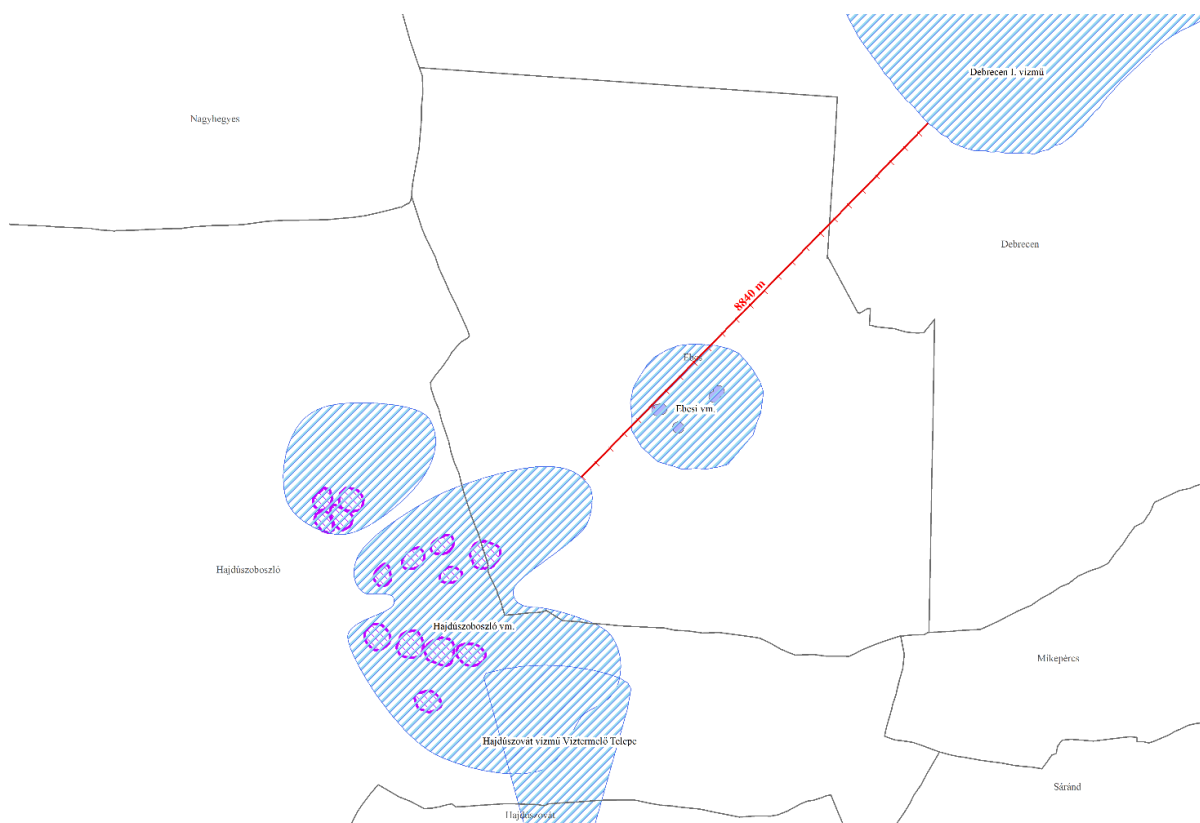 Debrecen I. vízmű
Nagyhegyes
Debrecen
8840 m
Ebes
Ebesi vm.
Hajdúszoboszló
Hajdúszoboszló vm.
Mikepércs
Hajdúszovát vízmű Víztermelő Telepe
Sáránd
Hajdúszovát